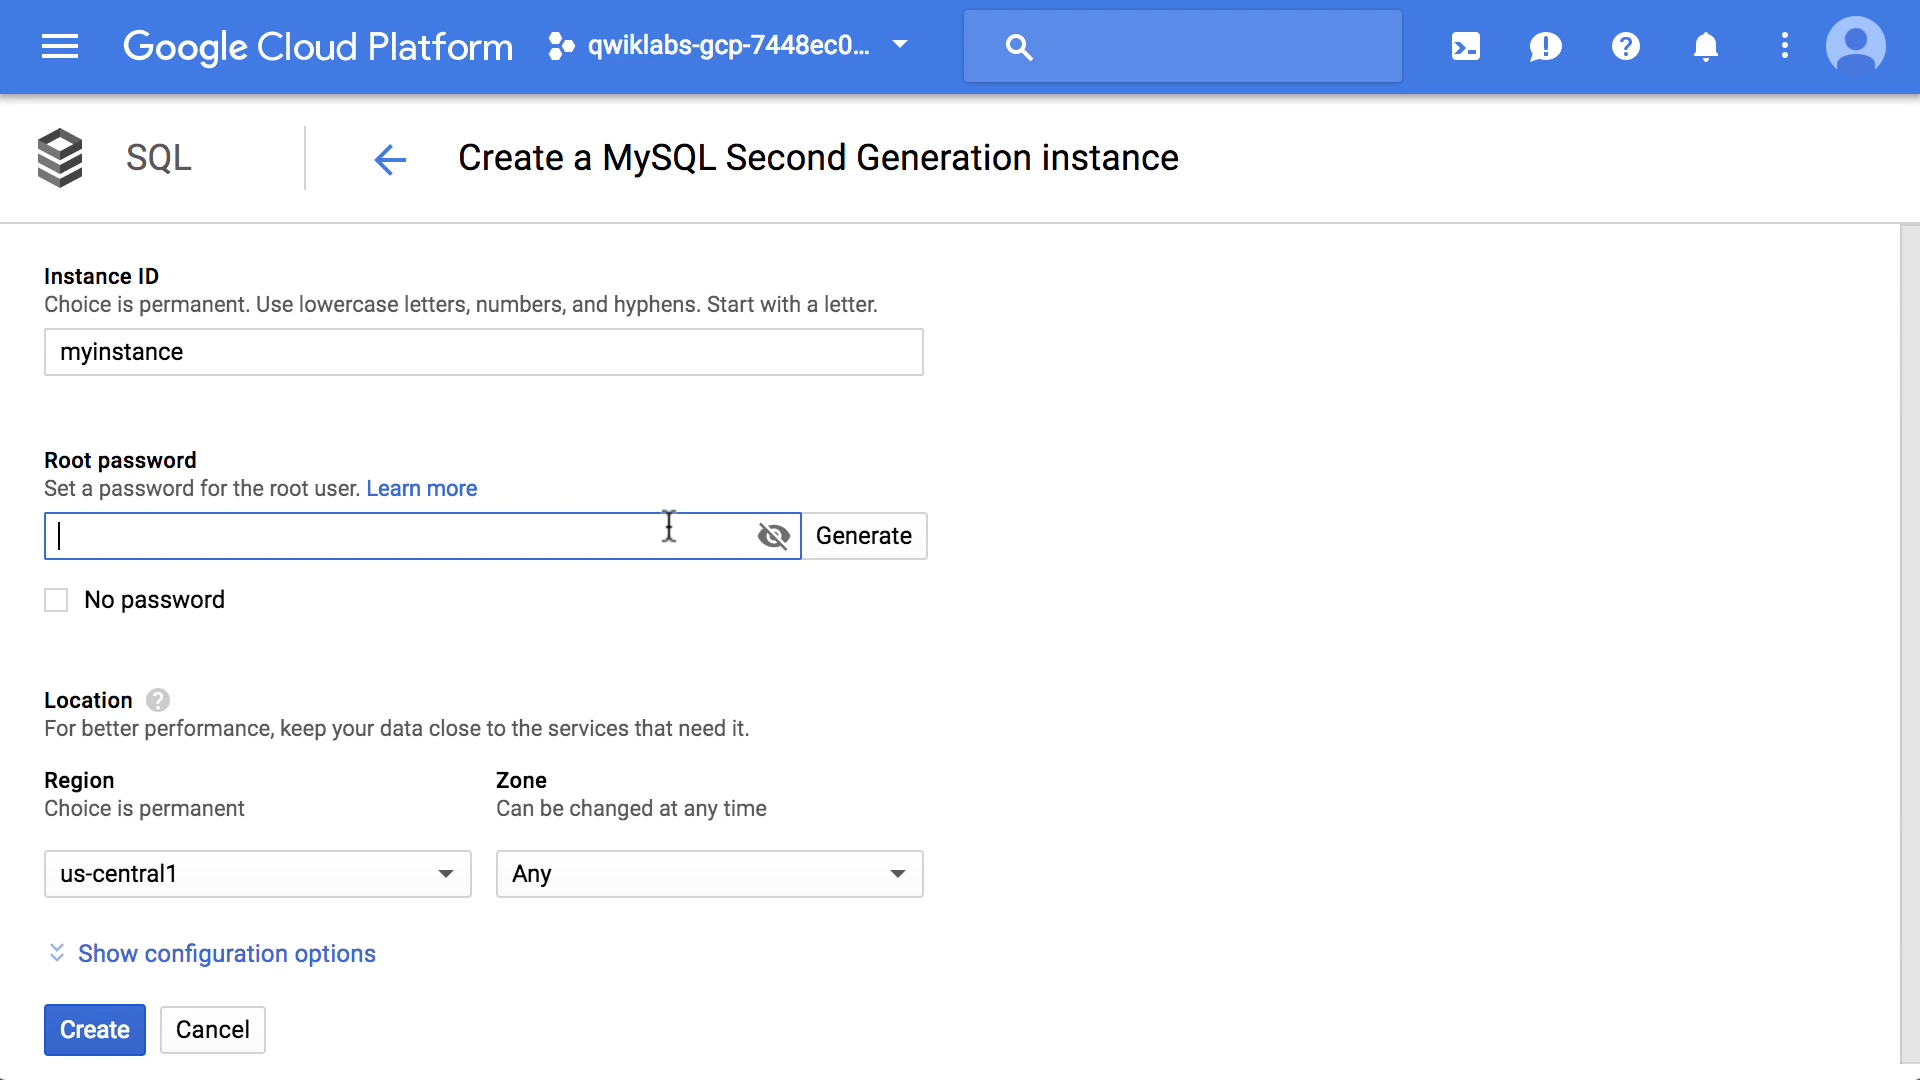 Google Cloud Platform qwiklabs-gcp-7448ec0...
SQL Create a MySQL Second Generation instance
Instance ID
Choice is permanent. Use lowercase letters, numbers, and hyphens. Start with a letter.
myinstance
Root password
Set a password for the root user. Learn more
Generate
No password
Location ?
For better performance, keep your data close to the services that need it.
Region Zone
Choice is permanent Can be changed at any time
us-central1 Any
Show configuration options
Create Cancel